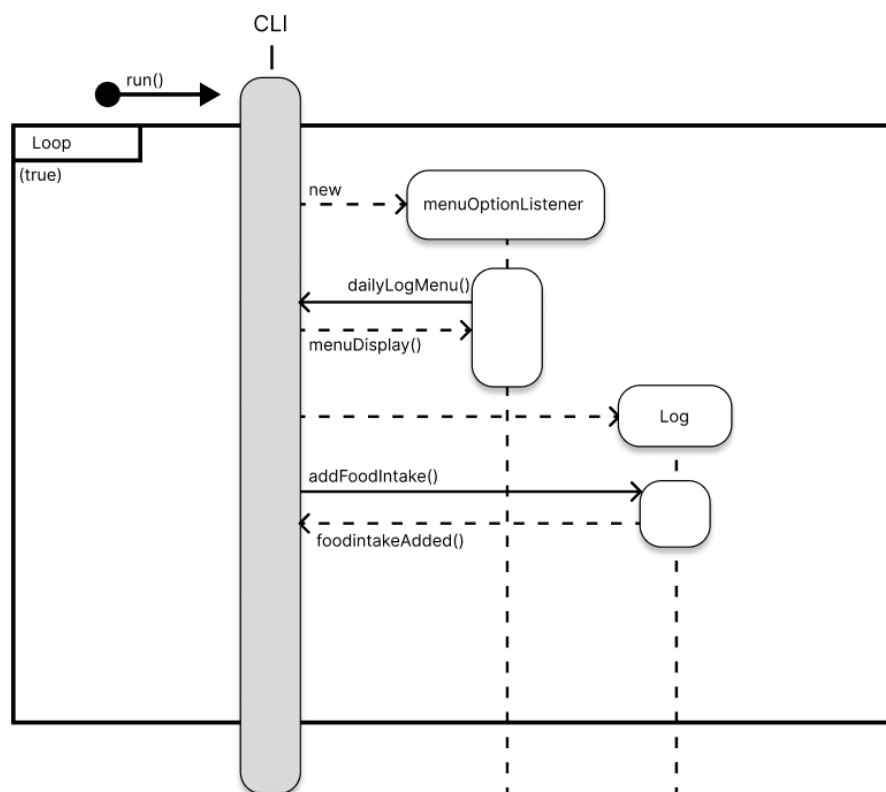 CLI
run()
Loop
(true)
new
menuOptionListener
dailyLogMenu()
menuDisplay()
Log
addFoodIntake()
foodintakeAdded()